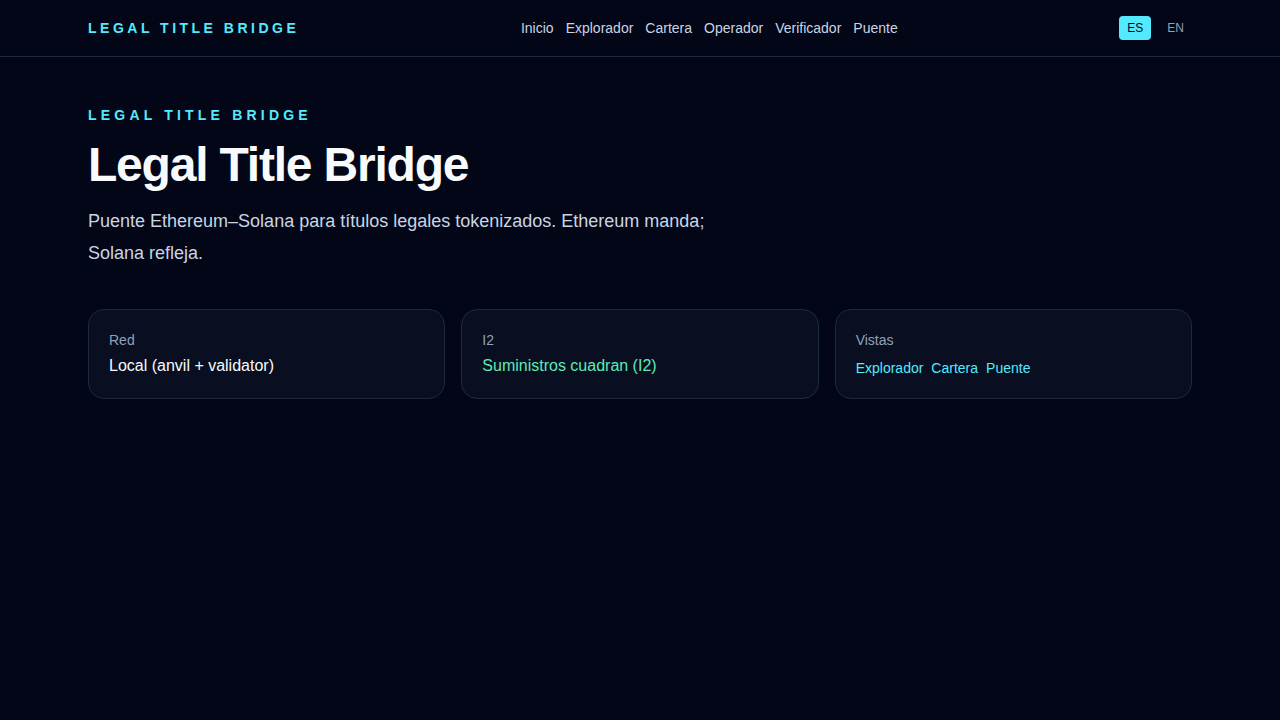 LEGAL TITLE BRIDGE
Inicio Explorador Cartera Operador Verificador Puente
ES EN
LEGAL TITLE BRIDGE
Legal Title Bridge
Puente Ethereum–Solana para títulos legales tokenizados. Ethereum manda;
Solana refleja.
Red
Local (anvil + validator)
I2
Suministros cuadran (I2)
Vistas
Explorador Cartera Puente